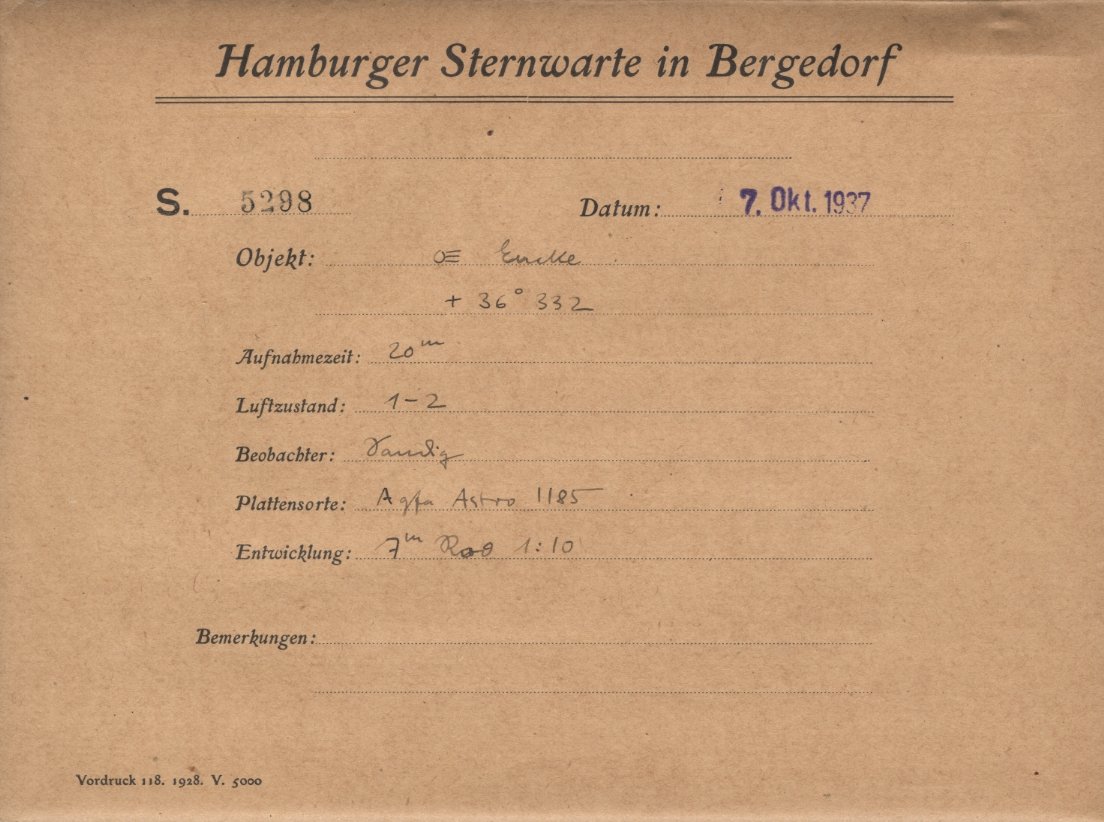 Hamburger Sternwarte in Bergedorf
S. 5298 Datum: 7. Okt. 1937
Objekt: ☄ Encke
+ 36° 332
Aufnahmezeit: 20ᵐ
Luftzustand: 1-2
Beobachter:
Plattensorte: Agfa Astro 1185
Entwicklung: 7ᵐ Rod 1:10
Bemerkungen:
Vordruck 118. 1928. V. 5000